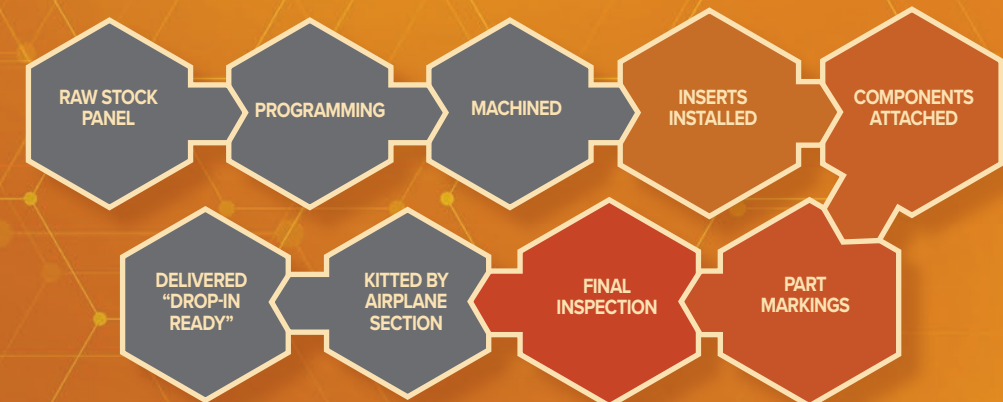 RAW STOCK
PANEL
PROGRAMMING
MACHINED
INSERTS
INSTALLED
COMPONENTS
ATTACHED
PART
MARKINGS
FINAL
INSPECTION
KITTED BY
AIRPLANE
SECTION
DELIVERED
“DROP-IN
READY”